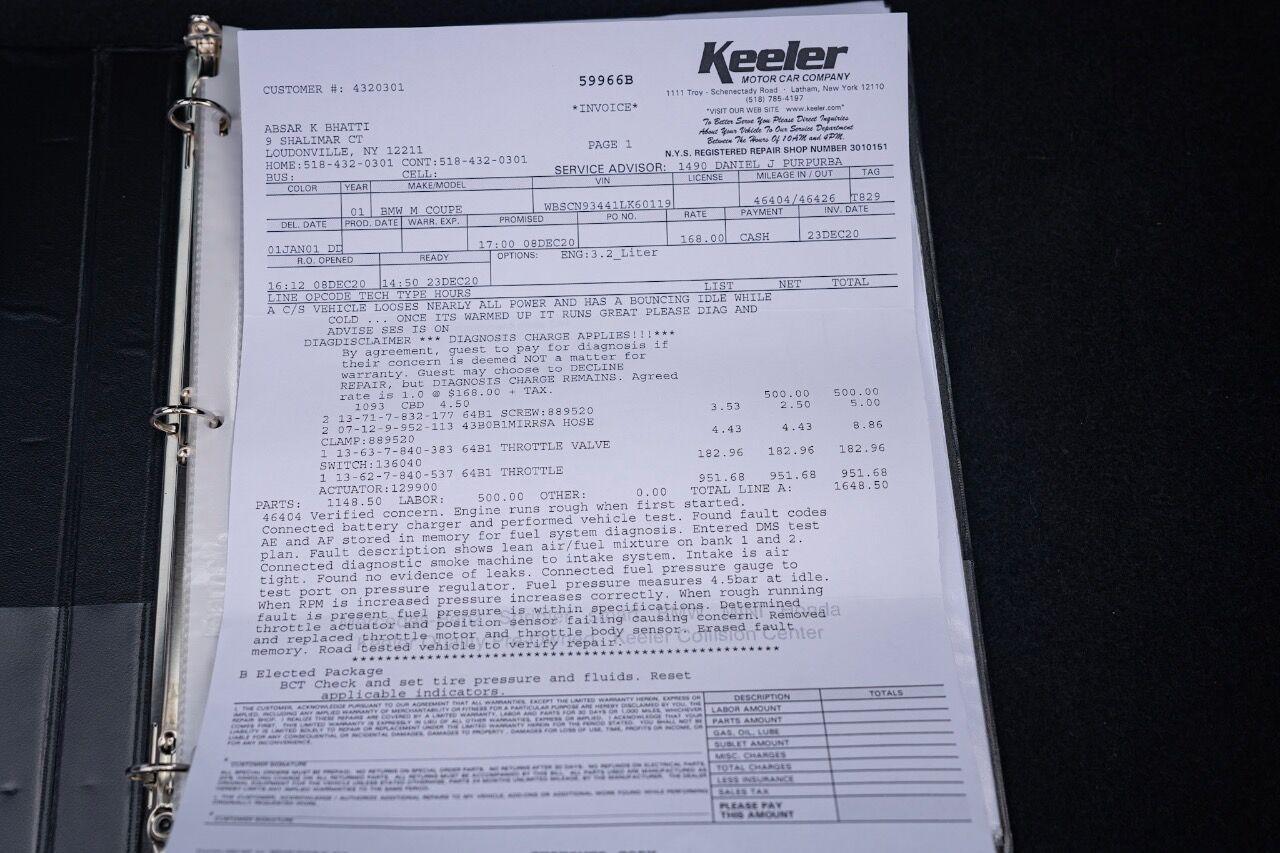 Keeler
MOTOR CAR COMPANY
1111 Troy - Schenectady Road · Latham, New York 12110
(518) 785-4197
"VISIT OUR WEB SITE www.keeler.com"
To Better Serve You Please Direct Inquiries
About Your Vehicle To Our Service Department
Between The Hours Of 10AM and 4PM.
N.Y.S. REGISTERED REPAIR SHOP NUMBER 3010151
CUSTOMER #: 4320301
59966B
*INVOICE*
ABSAR K BHATTI
9 SHALIMAR CT
LOUDONVILLE, NY 12211
PAGE 1
HOME:518-432-0301 CONT:518-432-0301
BUS: CELL:
SERVICE ADVISOR: 1490 DANIEL J PURPURBA
COLOR YEAR MAKE/MODEL VIN LICENSE MILEAGE IN / OUT TAG
01 BMW M COUPE WBSCN93441LK60119 46404/46426 T829
DEL. DATE PROD. DATE WARR. EXP. PROMISED PO NO. RATE PAYMENT INV. DATE
01JAN01 DD 17:00 08DEC20 168.00 CASH 23DEC20
R.O. OPENED READY OPTIONS: ENG:3.2_Liter
16:12 08DEC20 14:50 23DEC20
LINE OPCODE TECH TYPE HOURS LIST NET TOTAL
A C/S VEHICLE LOOSES NEARLY ALL POWER AND HAS A BOUNCING IDLE WHILE
COLD ... ONCE ITS WARMED UP IT RUNS GREAT PLEASE DIAG AND
ADVISE SES IS ON
DIAGDISCLAIMER *** DIAGNOSIS CHARGE APPLIES!!!***
By agreement, guest to pay for diagnosis if
their concern is deemed NOT a matter for
warranty. Guest may choose to DECLINE
REPAIR, but DIAGNOSIS CHARGE REMAINS. Agreed
rate is 1.0 @ $168.00 + TAX.
1093 CBD 4.50 500.00 500.00
2 13-71-7-832-177 64B1 SCREW:889520 3.53 2.50 5.00
2 07-12-9-952-113 43B0B1MIRRSA HOSE
CLAMP:889520 4.43 4.43 8.86
1 13-63-7-840-383 64B1 THROTTLE VALVE
SWITCH:136040 182.96 182.96 182.96
1 13-62-7-840-537 64B1 THROTTLE
ACTUATOR:129900 951.68 951.68 951.68
PARTS: 1148.50 LABOR: 500.00 OTHER: 0.00 TOTAL LINE A: 1648.50
46404 Verified concern. Engine runs rough when first started.
Connected battery charger and performed vehicle test. Found fault codes
AE and AF stored in memory for fuel system diagnosis. Entered DMS test
plan. Fault description shows lean air/fuel mixture on bank 1 and 2.
Connected diagnostic smoke machine to intake system. Intake is air
tight. Found no evidence of leaks. Connected fuel pressure gauge to
test port on pressure regulator. Fuel pressure measures 4.5bar at idle.
When RPM is increased pressure increases correctly. When rough running
fault is present fuel pressure is within specifications. Determined
throttle actuator and position sensor failing causing concern. Removed
and replaced throttle motor and throttle body sensor. Erased fault
memory. Road tested vehicle to verify repair.
Honda
Keeler Collision Center
****************************************************
B Elected Package
BCT Check and set tire pressure and fluids. Reset
applicable indicators.
DESCRIPTION TOTALS
LABOR AMOUNT
PARTS AMOUNT
GAS, OIL, LUBE
SUBLET AMOUNT
MISC. CHARGES
TOTAL CHARGES
LESS INSURANCE
SALES TAX
PLEASE PAY
THIS AMOUNT
CUSTOMER SIGNATURE
CUSTOMER SIGNATURE